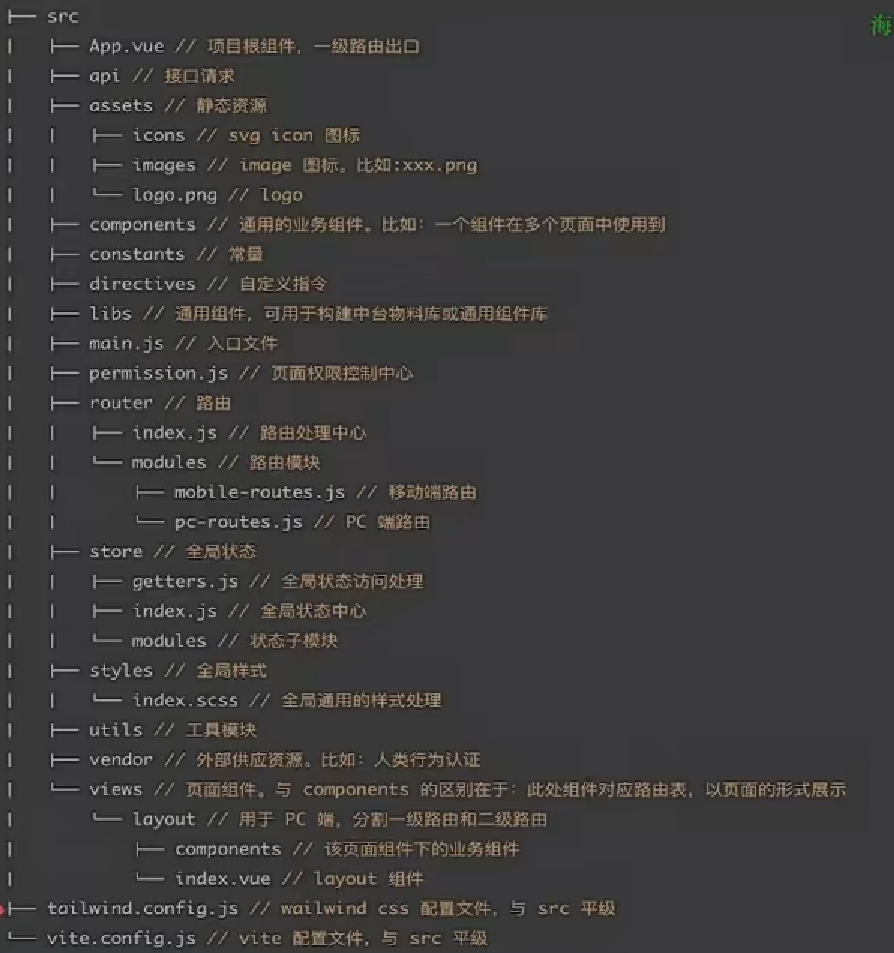 ├── src
海
|   ├── App.vue // 项目根组件，一级路由出口
|   ├── api // 接口请求
|   ├── assets // 静态资源
|   |   ├── icons // svg icon 图标
|   |   ├── images // image 图标。比如:xxx.png
|   |   └── logo.png // logo
|   ├── components // 通用的业务组件。比如：一个组件在多个页面中使用到
|   ├── constants // 常量
|   ├── directives // 自定义指令
|   ├── libs // 通用组件，可用于构建中台物料库或通用组件库
|   ├── main.js // 入口文件
|   ├── permission.js // 页面权限控制中心
|   ├── router // 路由
|   |   ├── index.js // 路由处理中心
|   |   └── modules // 路由模块
|   |       ├── mobile-routes.js // 移动端路由
|   |       └── pc-routes.js // PC 端路由
|   ├── store // 全局状态
|   |   ├── getters.js // 全局状态访问处理
|   |   ├── index.js // 全局状态中心
|   |   └── modules // 状态子模块
|   ├── styles // 全局样式
|   |   └── index.scss // 全局通用的样式处理
|   ├── utils // 工具模块
|   ├── vendor // 外部供应资源。比如：人类行为认证
|   └── views // 页面组件。与 components 的区别在于：此处组件对应路由表，以页面的形式展示
|       └── layout // 用于 PC 端，分割一级路由和二级路由
|           ├── components // 该页面组件下的业务组件
|           └── index.vue // layout 组件
├── tailwind.config.js // wailwind css 配置文件，与 src 平级
└── vite.config.js // vite 配置文件，与 src 平级